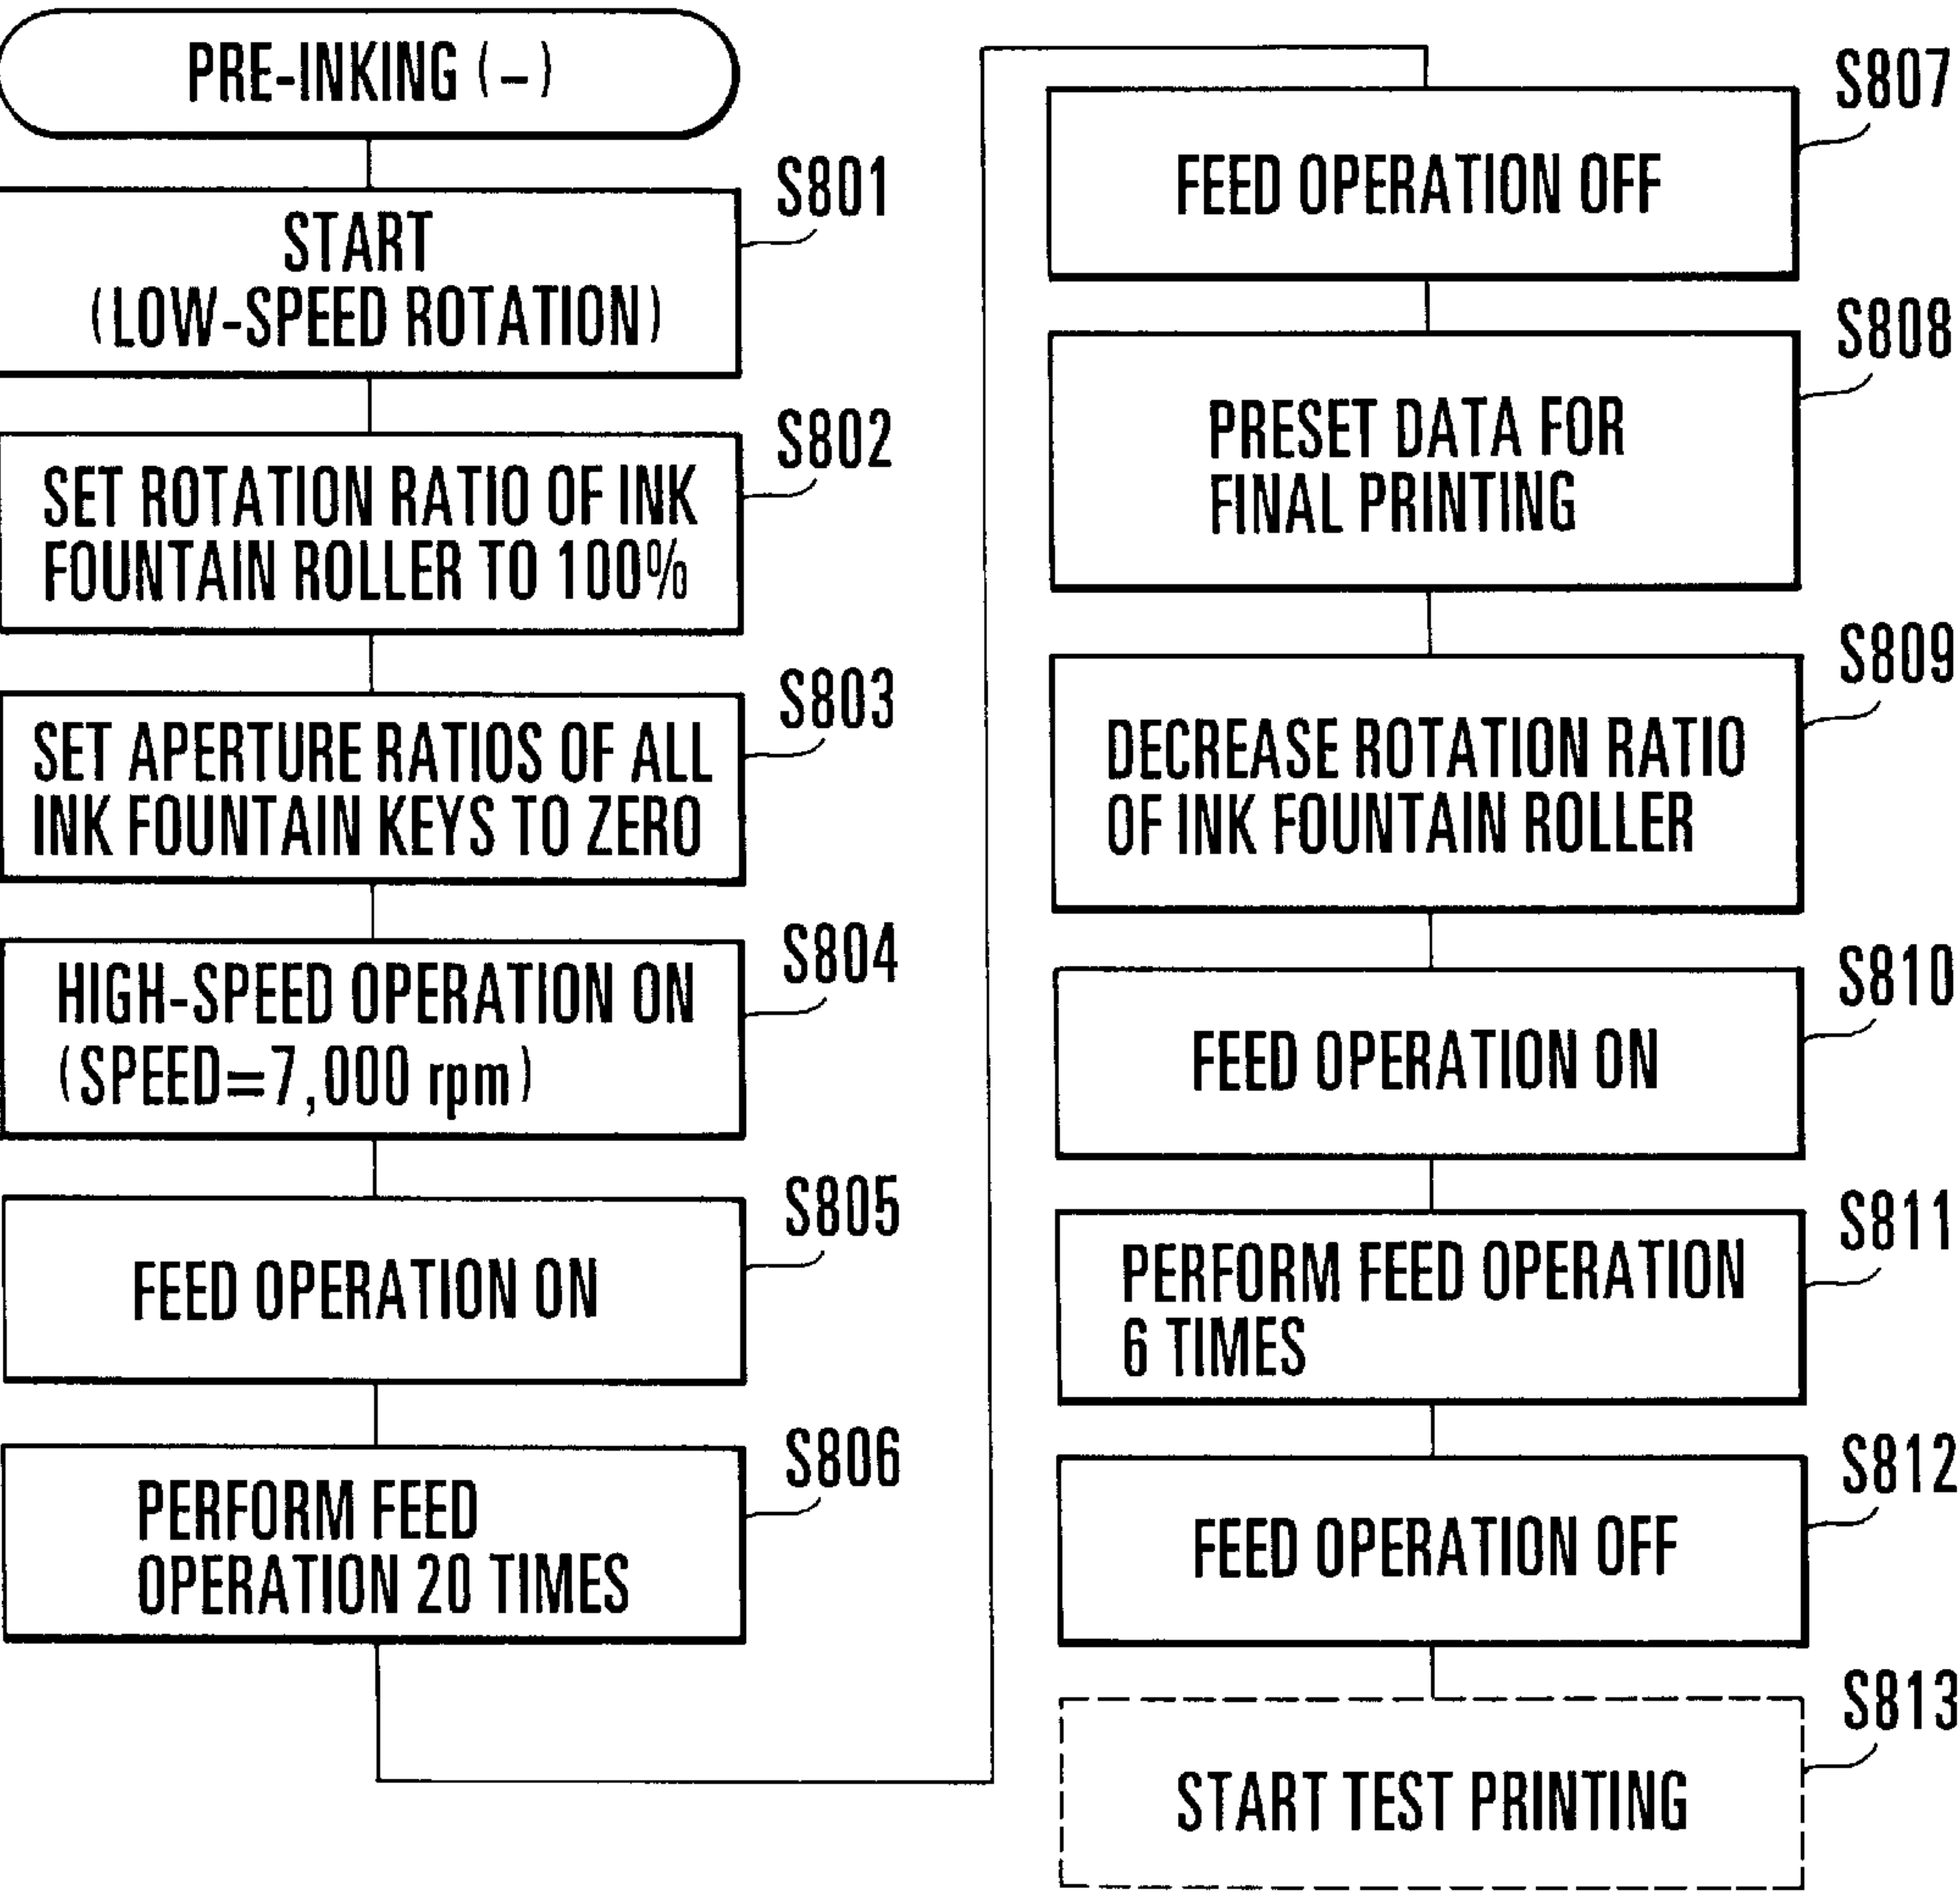 PRE-INKING (-)
S801
START
(LOW-SPEED ROTATION)
S802
SET ROTATION RATIO OF INK
FOUNTAIN ROLLER TO 100%
S803
SET APERTURE RATIOS OF ALL
INK FOUNTAIN KEYS TO ZERO
S804
HIGH-SPEED OPERATION ON
(SPEED=7,000 rpm)
S805
FEED OPERATION ON
S806
PERFORM FEED
OPERATION 20 TIMES
S807
FEED OPERATION OFF
S808
PRESET DATA FOR
FINAL PRINTING
S809
DECREASE ROTATION RATIO
OF INK FOUNTAIN ROLLER
S810
FEED OPERATION ON
S811
PERFORM FEED OPERATION
6 TIMES
S812
FEED OPERATION OFF
S813
START TEST PRINTING